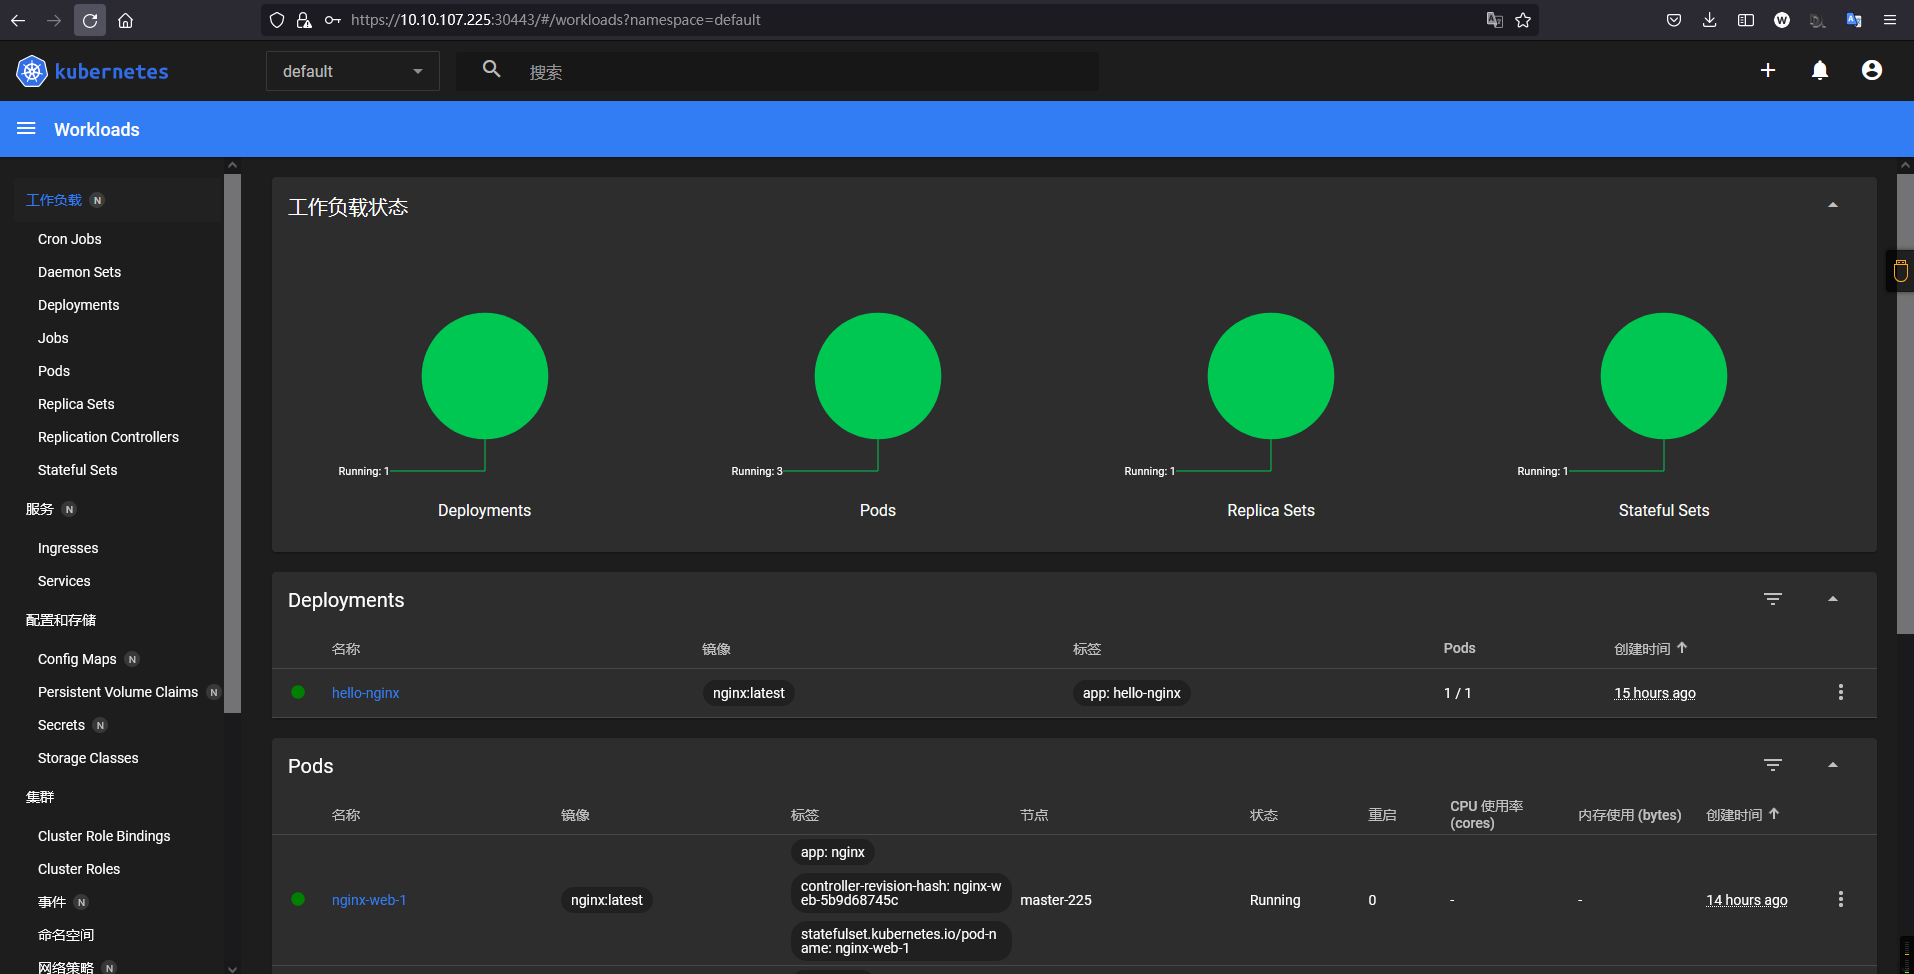 https://10.10.107.225:30443/#/workloads?namespace=default
kubernetes
default
搜索
Workloads
工作负载 N
Cron Jobs
Daemon Sets
Deployments
Jobs
Pods
Replica Sets
Replication Controllers
Stateful Sets
服务 N
Ingresses
Services
配置和存储
Config Maps N
Persistent Volume Claims N
Secrets N
Storage Classes
集群
Cluster Role Bindings
Cluster Roles
事件 N
命名空间
网络策略 N
工作负载状态
Running: 1
Deployments
Running: 3
Pods
Running: 1
Replica Sets
Running: 1
Stateful Sets
Deployments
名称 镜像 标签 Pods 创建时间
hello-nginx nginx:latest app: hello-nginx 1 / 1 15 hours ago
Pods
名称 镜像 标签 节点 状态 重启 CPU 使用率 (cores) 内存使用 (bytes) 创建时间
app: nginx
controller-revision-hash: nginx-w
eb-5b9d68745c
nginx-web-1 nginx:latest master-225 Running 0 - - 14 hours ago
statefulset.kubernetes.io/pod-n
ame: nginx-web-1